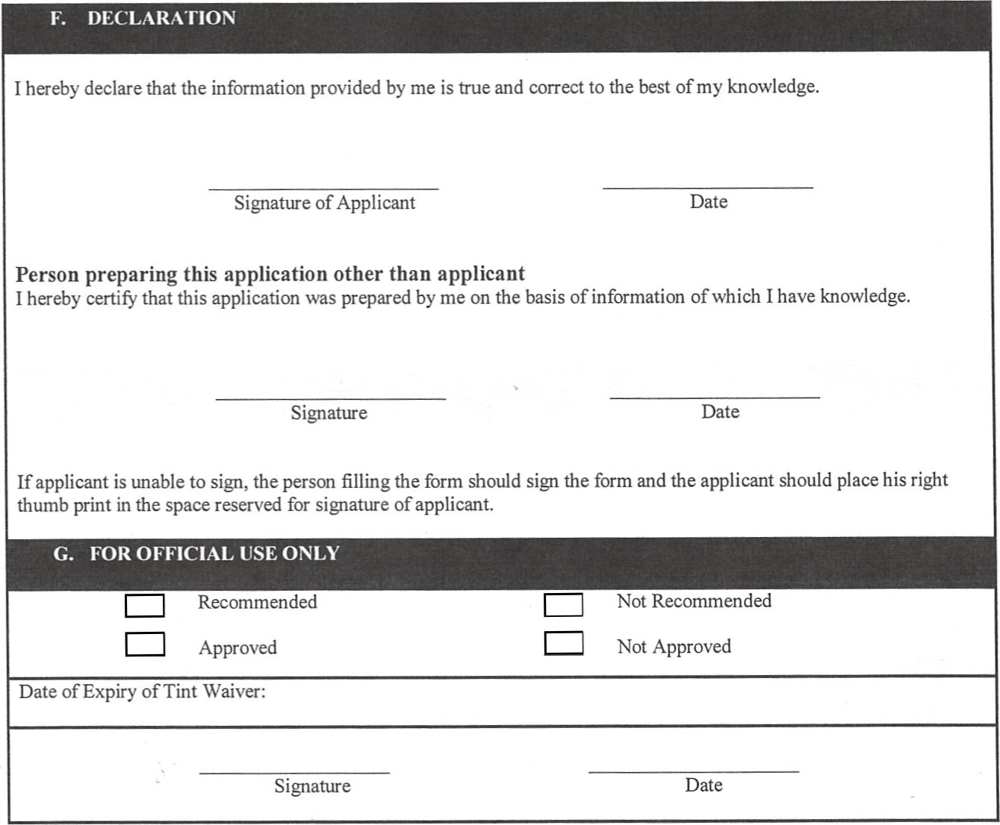 F. DECLARATION
I hereby declare that the information provided by me is true and correct to the best of my knowledge.
Signature of Applicant Date
Person preparing this application other than applicant
I hereby certify that this application was prepared by me on the basis of information of which I have knowledge.
Signature Date
If applicant is unable to sign, the person filling the form should sign the form and the applicant should place his right
thumb print in the space reserved for signature of applicant.
G. FOR OFFICIAL USE ONLY
Recommended Not Recommended
Approved Not Approved
Date of Expiry of Tint Waiver:
Signature Date